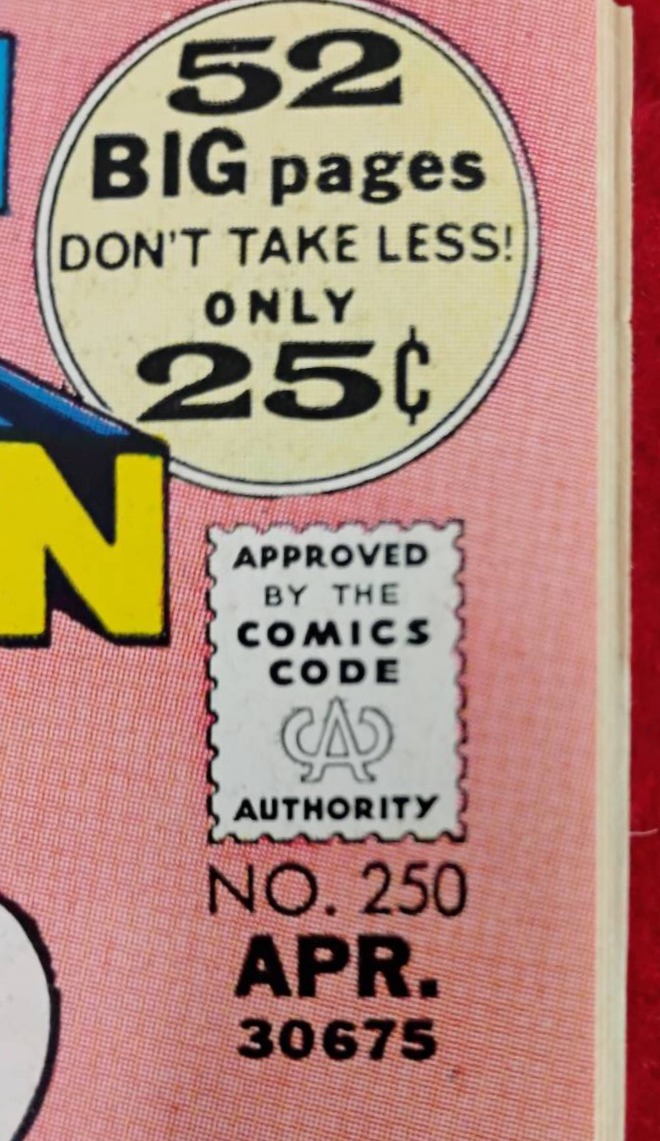 52
BIG pages
DON'T TAKE LESS!
ONLY
25¢
N
APPROVED
BY THE
COMICS
CODE
CA
AUTHORITY
NO. 250
APR.
30675